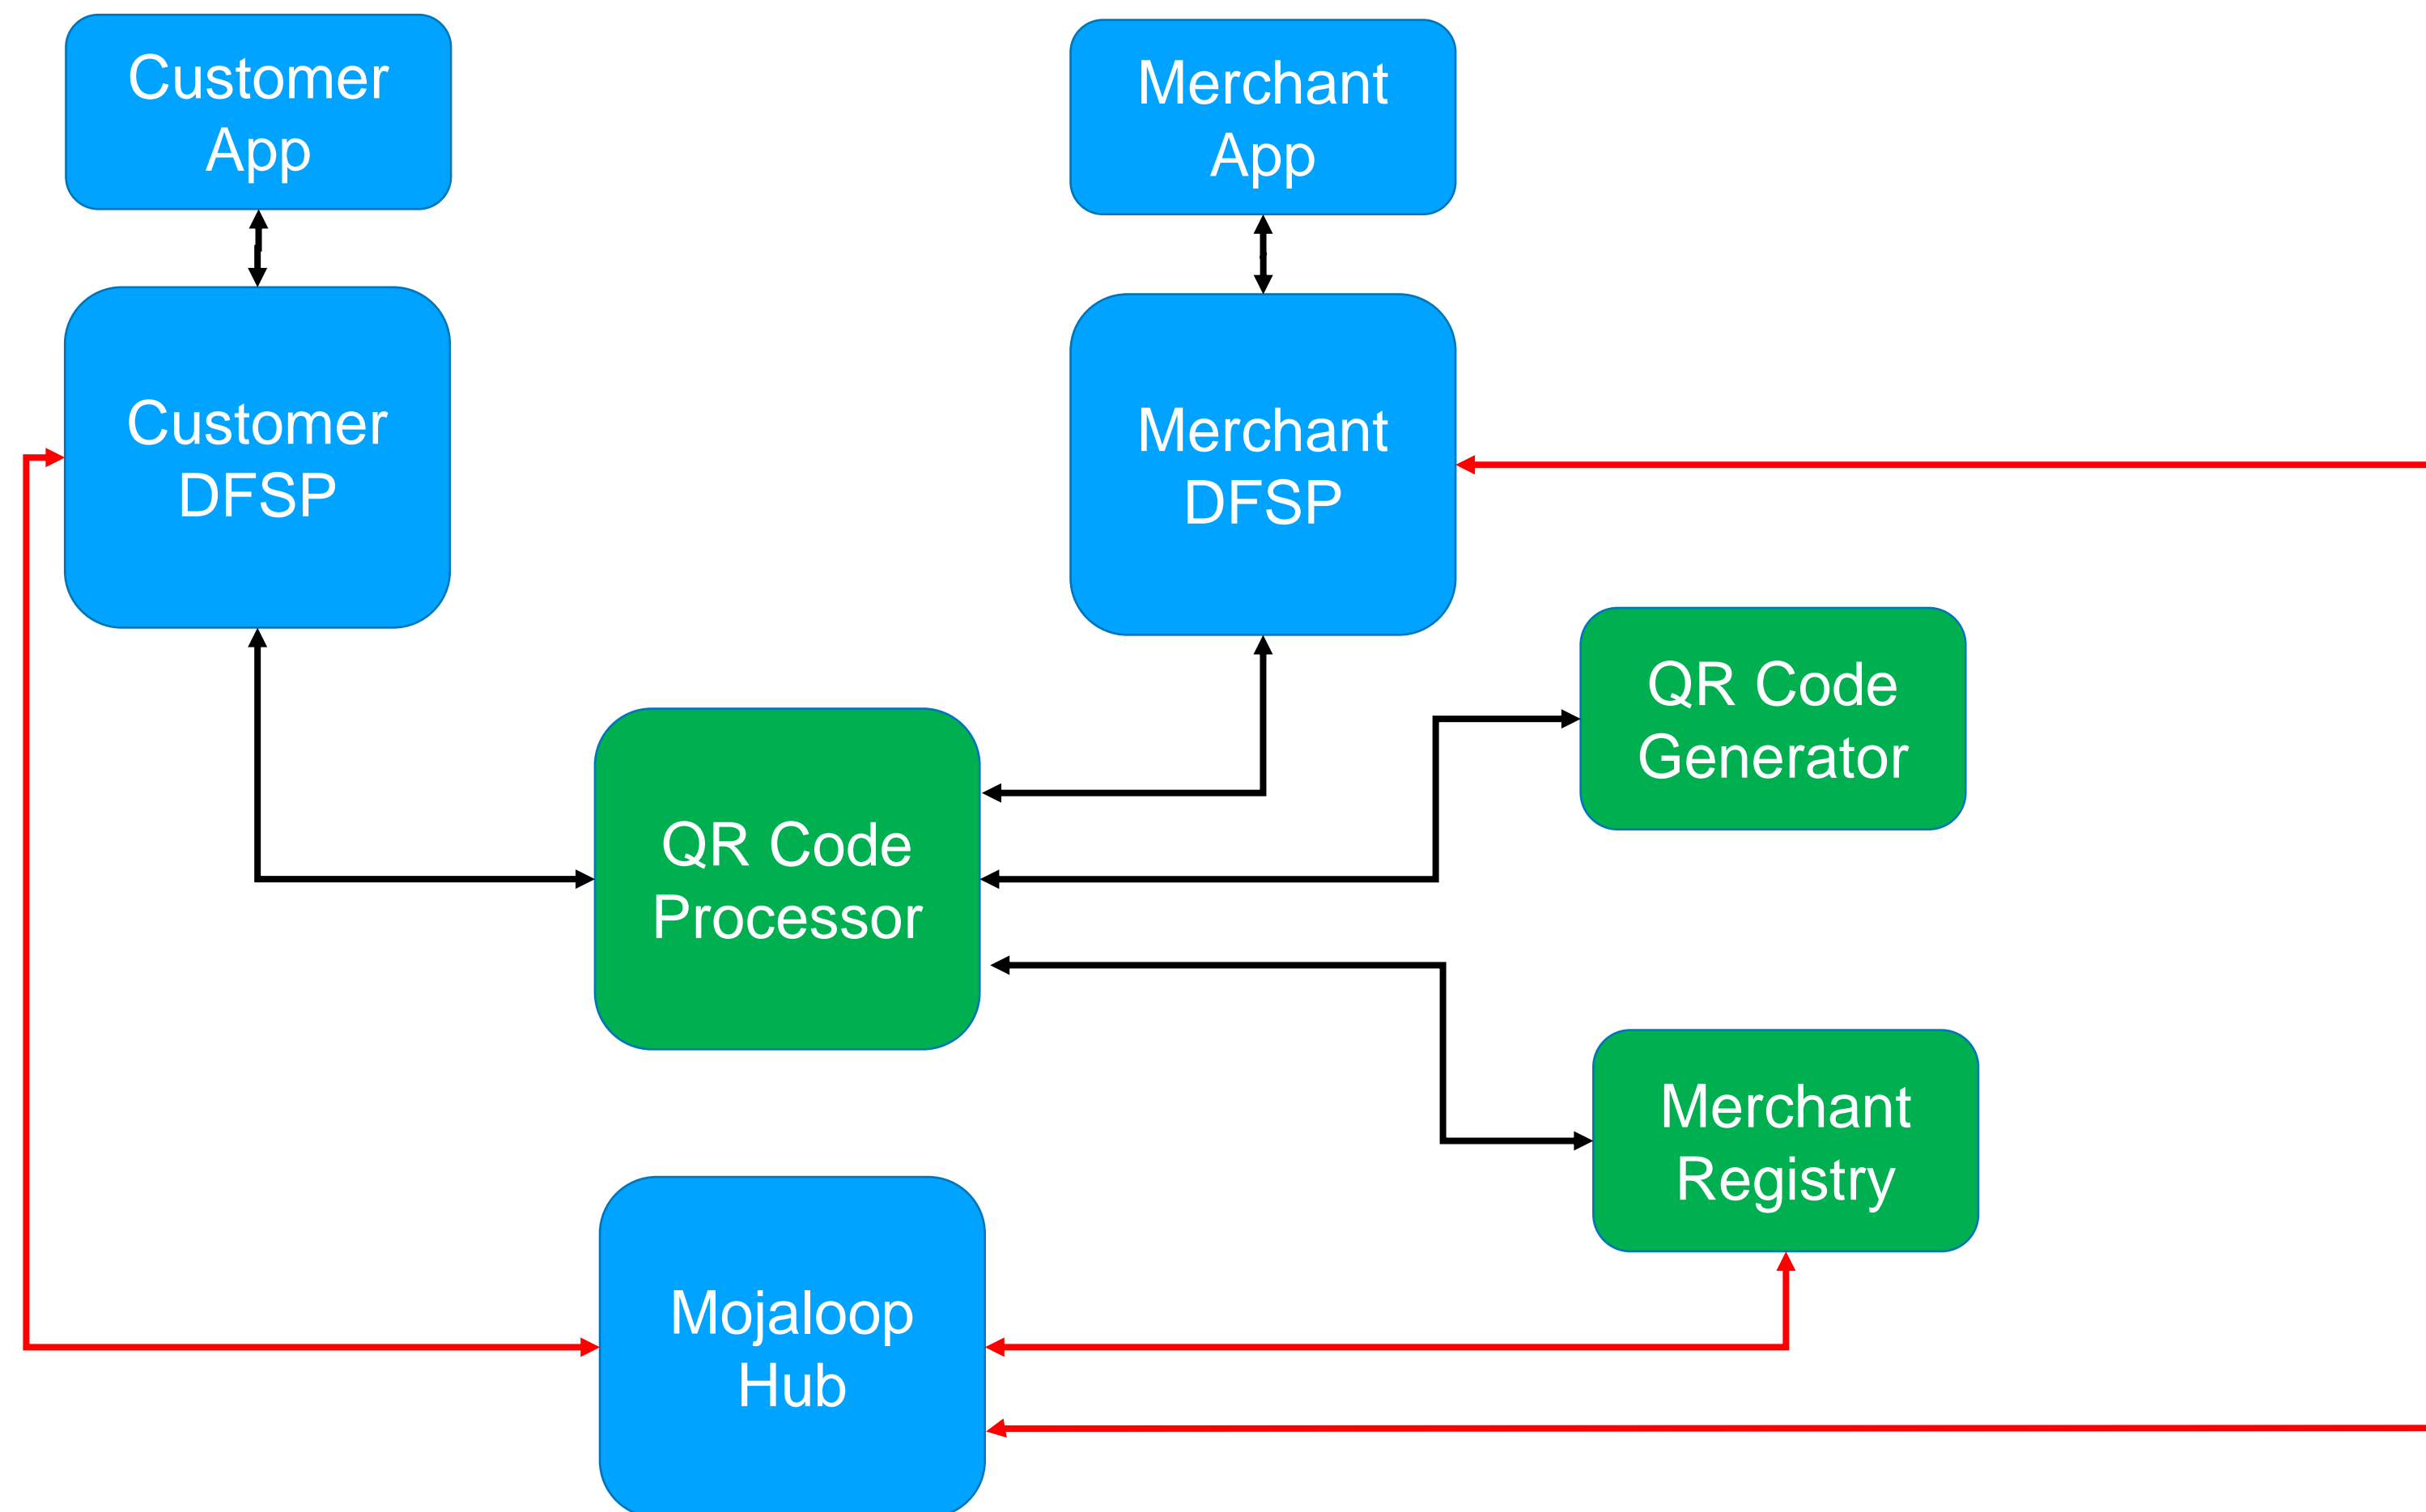 Customer
App
Merchant
App
Customer
DFSP
Merchant
DFSP
QR Code
Generator
QR Code
Processor
Merchant
Registry
Mojaloop
Hub